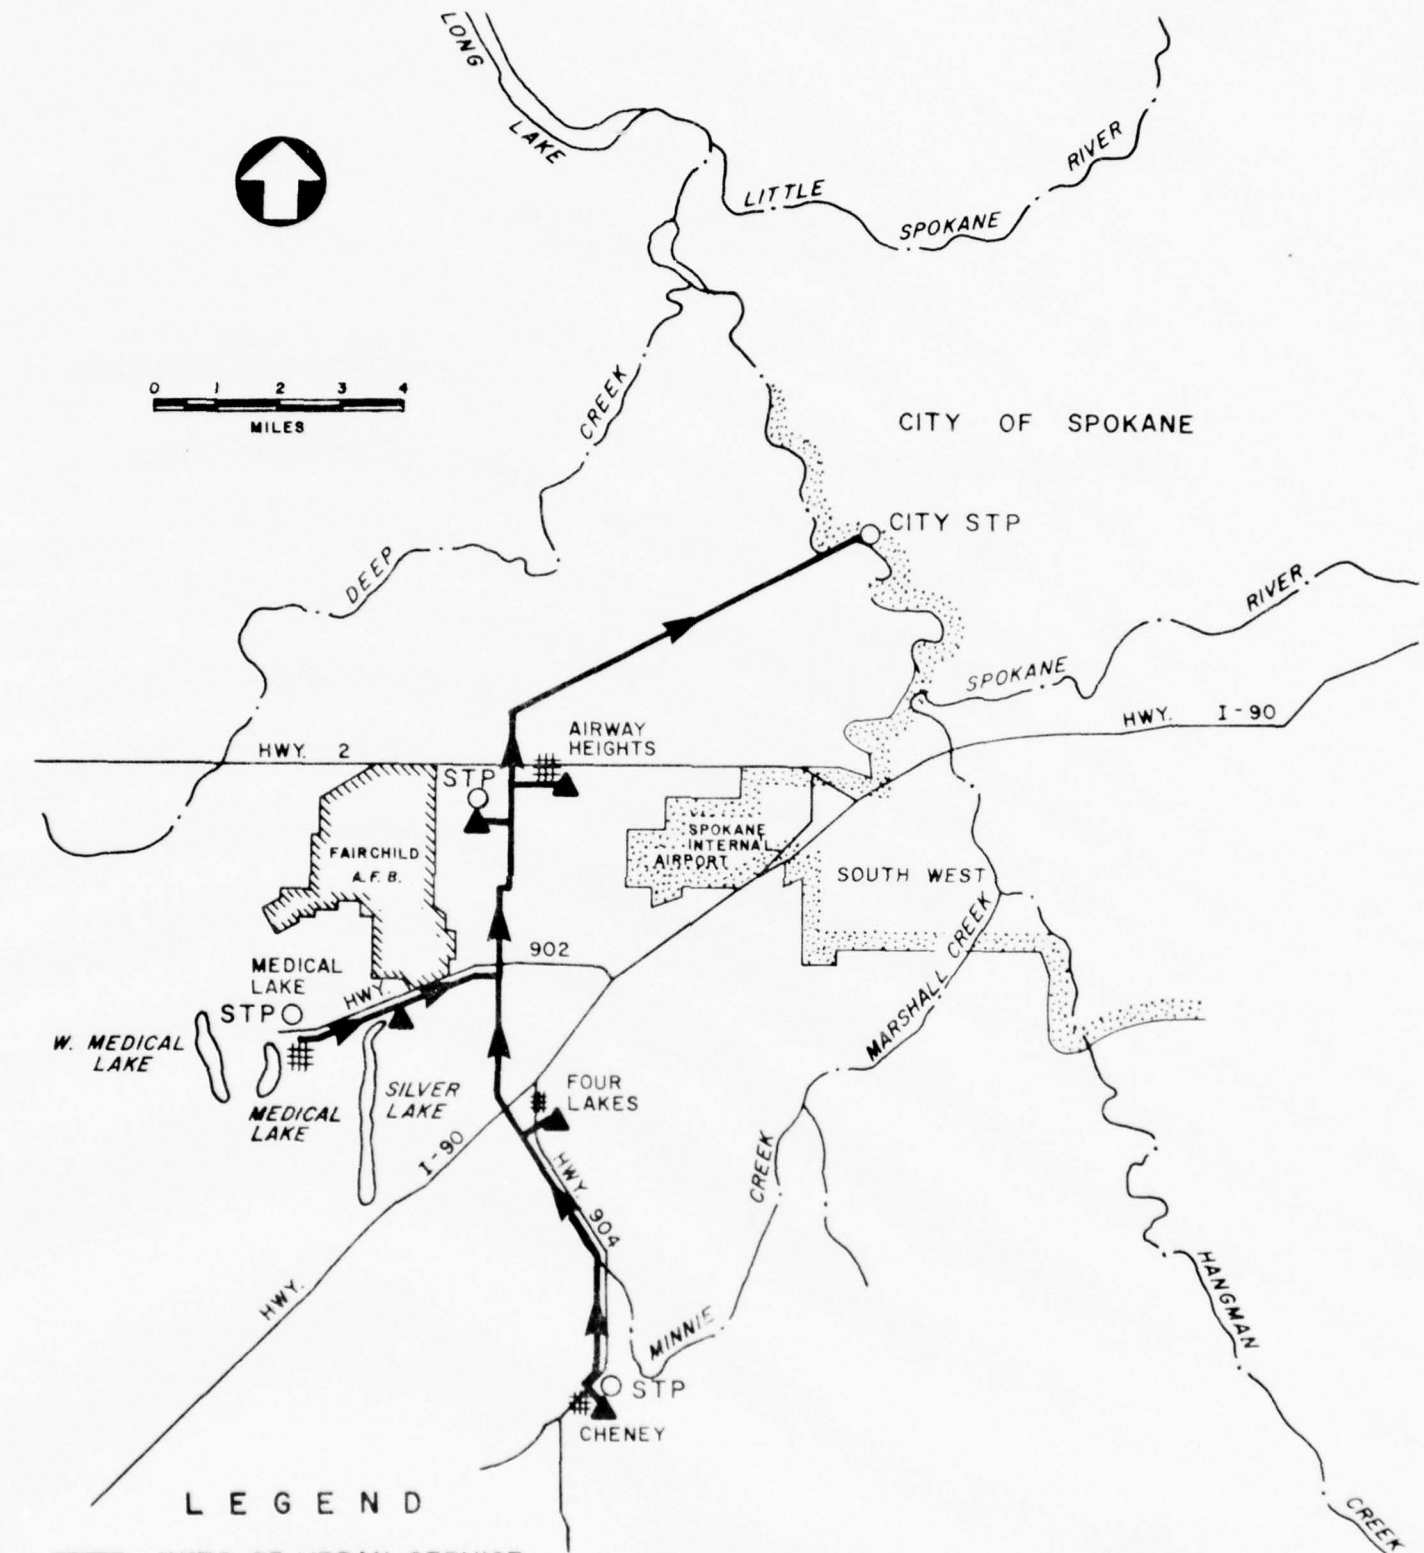 LONG
LAKE
LITTLE
SPOKANE
RIVER
0 1 2 3 4
MILES
CREEK
DEEP
CITY OF SPOKANE
CITY STP
SPOKANE
RIVER
HWY. I-90
HWY. 2
AIRWAY
HEIGHTS
STP
FAIRCHILD
A.F.B.
SPOKANE
INTERNAL
AIRPORT
SOUTH WEST
MARSHALL CREEK
902
HWY.
MEDICAL
LAKE
STP
W. MEDICAL
LAKE
MEDICAL
LAKE
SILVER
LAKE
FOUR
LAKES
I-90
HWY.
HWY. 904
CREEK
MINNIE
STP
CHENEY
HANGMAN
CREEK
LEGEND